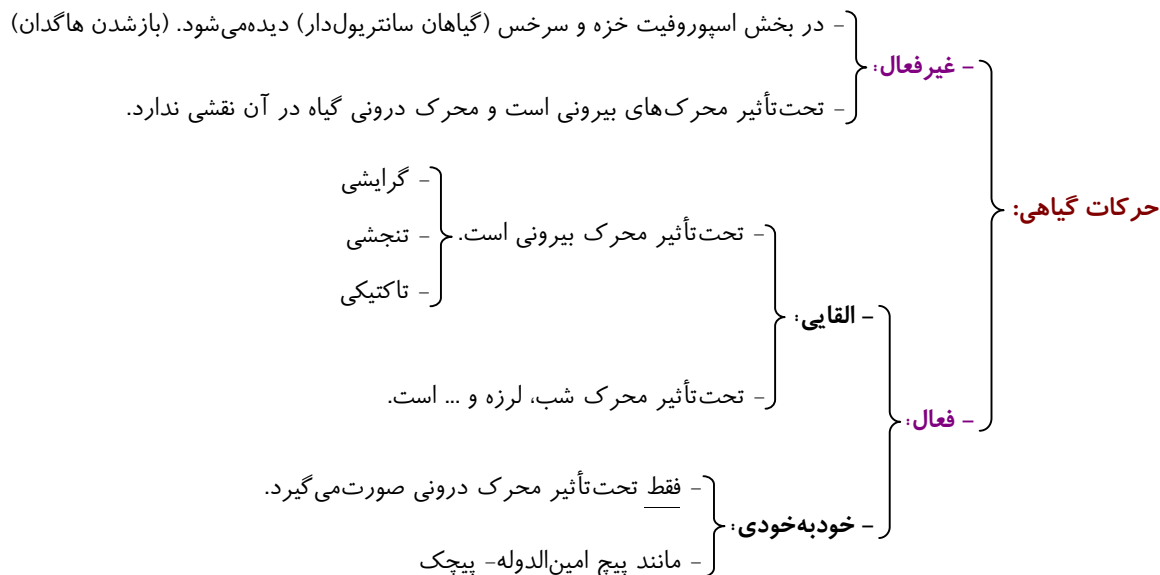 حرکات گیاهی:
- غیرفعال:
- در بخش اسپوروفیت خزه و سرخس (گیاهان سانتریول‌دار) دیده‌می‌شود. (بازشدن هاگدان)
- تحت‌تأثیر محرک‌های بیرونی است و محرک درونی گیاه در آن نقشی ندارد.
- فعال:
- القایی:
- تحت‌تأثیر محرک بیرونی است.
- گرایشی
- تنجشی
- تاکتیکی
- تحت‌تأثیر محرک شب، لرزه و ... است.
- خودبه‌خودی:
- فقط تحت‌تأثیر محرک درونی صورت‌می‌گیرد.
- مانند پیچ امین‌الدوله- پیچک